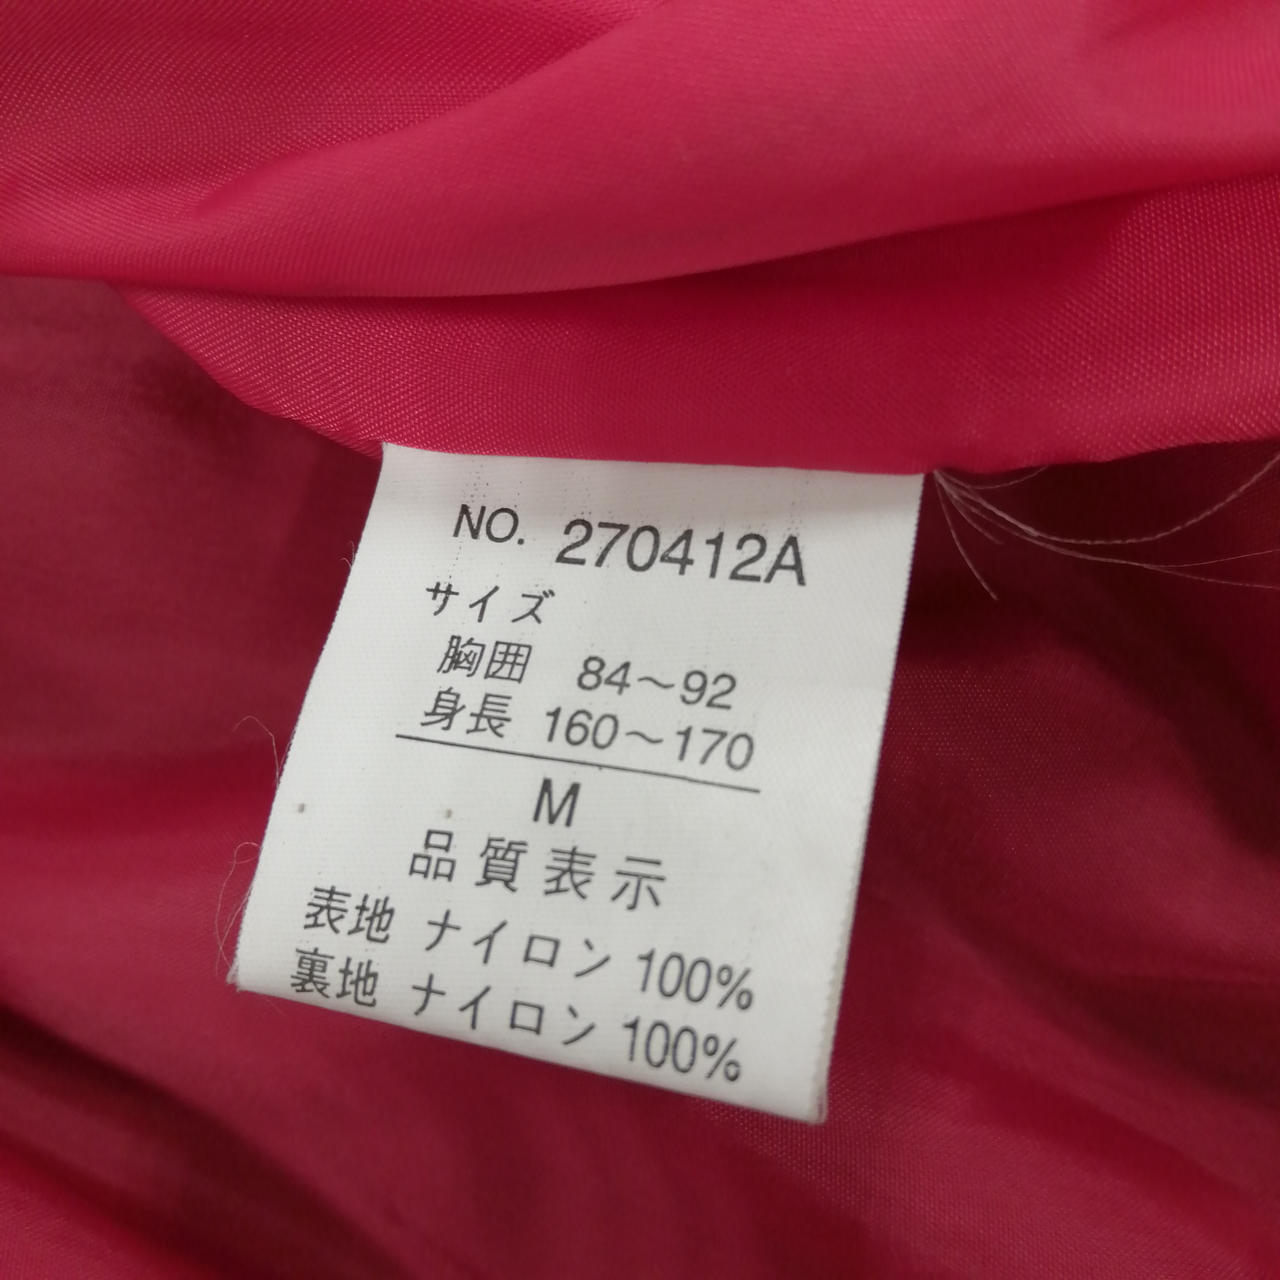 NO. 270412A
サイズ
胸囲 84～92
身長 160～170
M
品質表示
表地 ナイロン 100%
裏地 ナイロン 100%